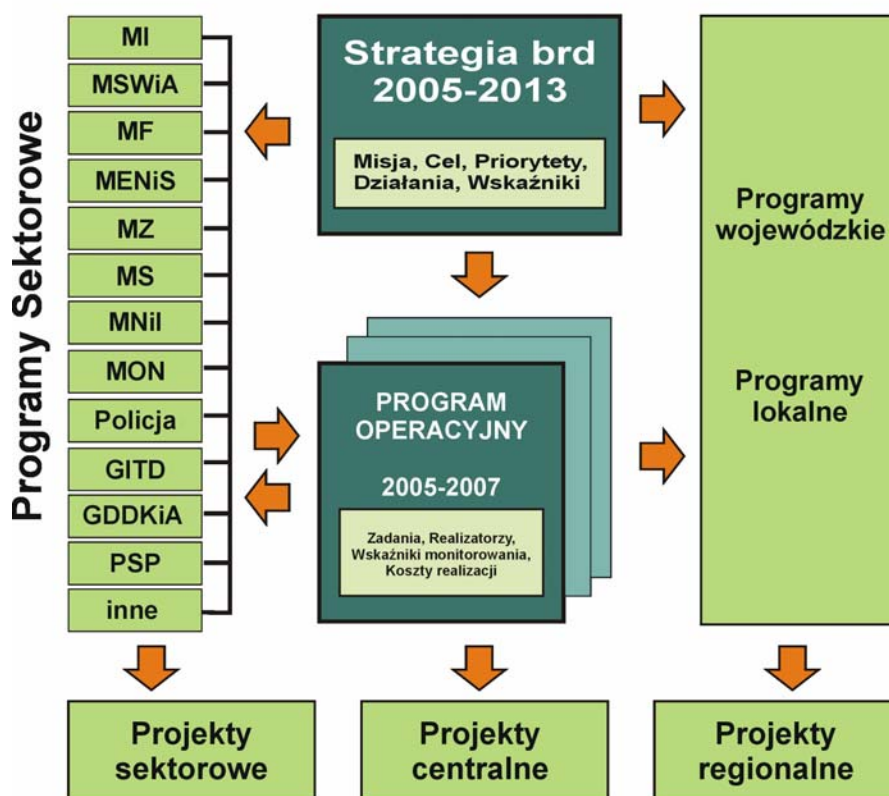 Programy Sektorowe
MI
MSWiA
MF
MENiS
MZ
MS
MNiI
MON
Policja
GITD
GDDKiA
PSP
inne
Strategia brd
2005-2013
Misja, Cel, Priorytety,
Działania, Wskaźniki
PROGRAM
OPERACYJNY
2005-2007
Zadania, Realizatorzy,
Wskaźniki monitorowania,
Koszty realizacji
Programy
wojewódzkie
Programy
lokalne
Projekty
sektorowe
Projekty
centralne
Projekty
regionalne